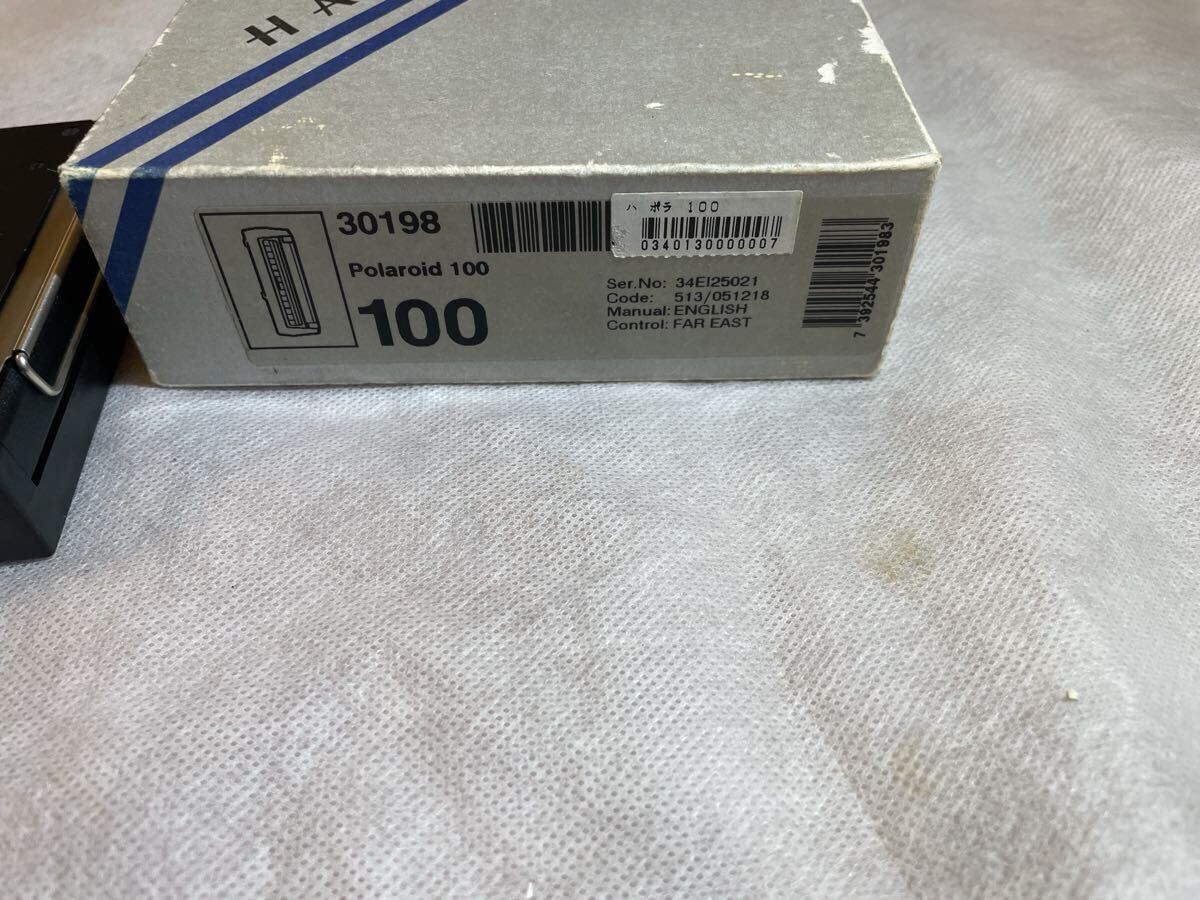 HA
30198
Polaroid 100
100
ハ ポラ 100
0340130000007
Ser.No: 34EI25021
Code: 513/051218
Manual: ENGLISH
Control: FAR EAST
7 392544 301983